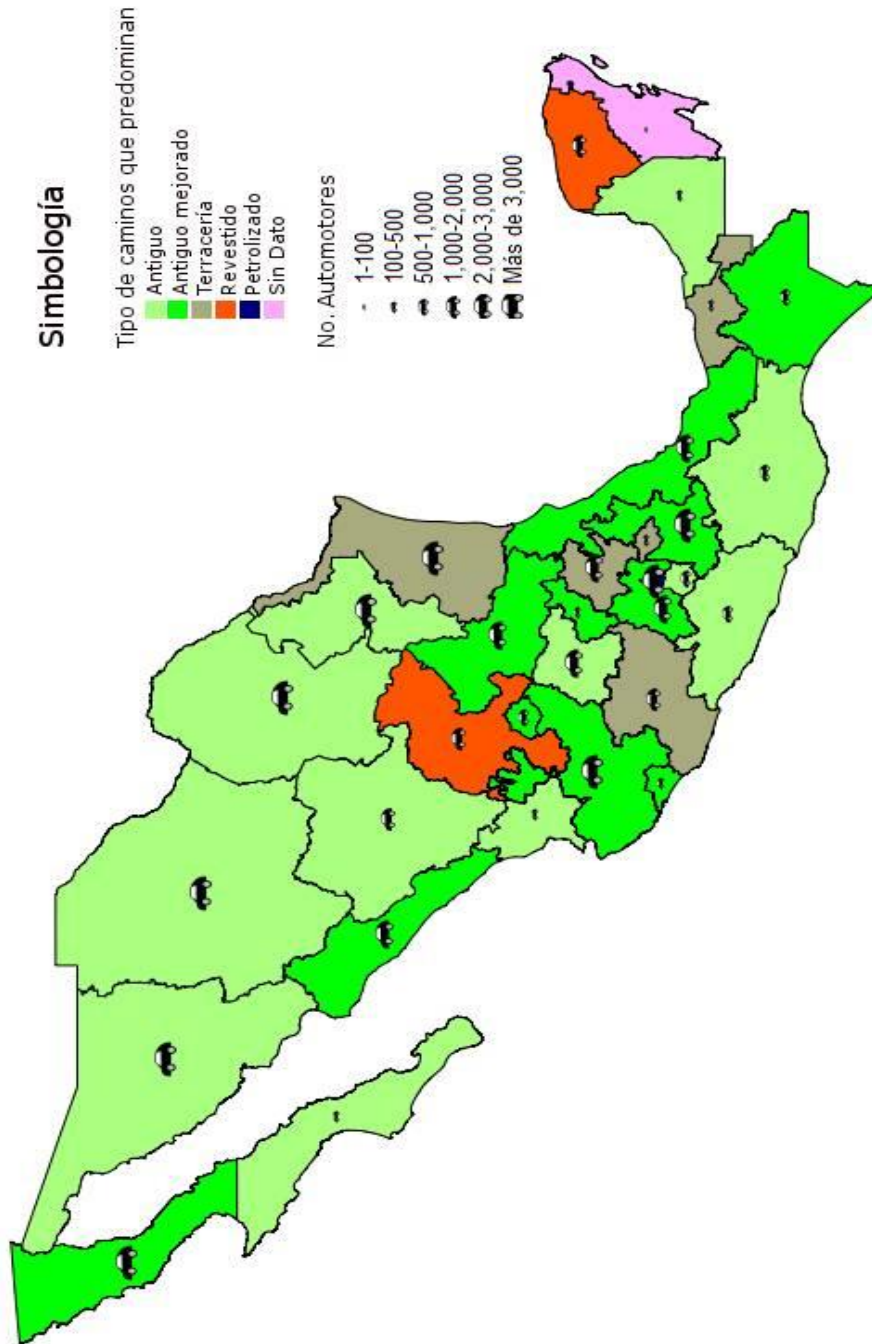 Simbología
Tipo de caminos que predominan
Antiguo
Antiguo mejorado
Terracería
Revestido
Petrolizado
Sin Dato
No. Automotores
1-100
100-500
500-1,000
1,000-2,000
2,000-3,000
Más de 3,000